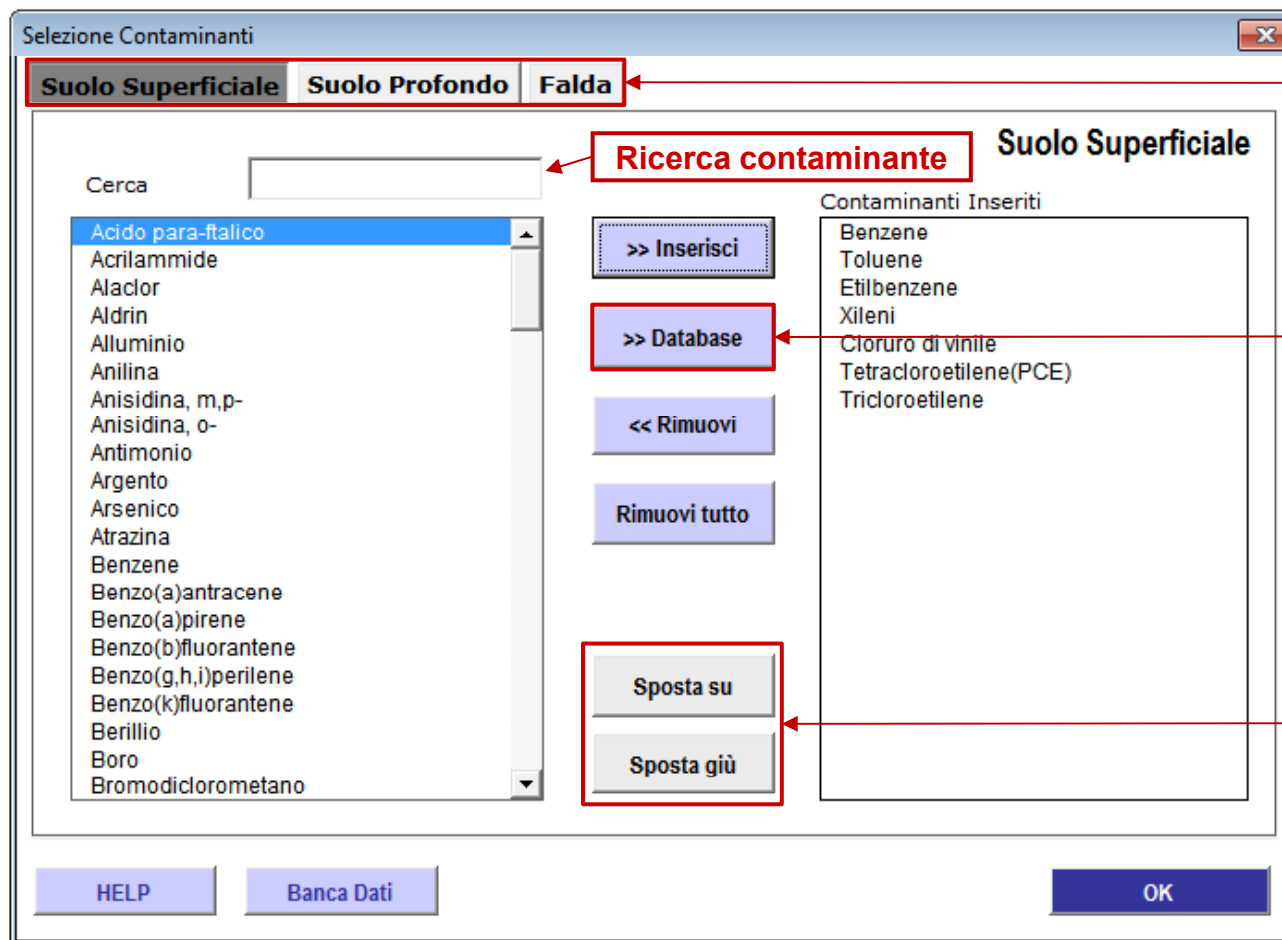 Selezione Contaminanti
Suolo Superficiale
Suolo Profondo
Falda
Suolo Superficiale
Ricerca contaminante
Cerca
Contaminanti Inseriti
Acido para-ftalico
Acrilammide
Alaclor
Aldrin
Alluminio
Anilina
Anisidina, m,p-
Anisidina, o-
Antimonio
Argento
Arsenico
Atrazina
Benzene
Benzo(a)antracene
Benzo(a)pirene
Benzo(b)fluorantene
Benzo(g,h,i)perilene
Benzo(k)fluorantene
Berillio
Boro
Bromodiclorometano
>> Inserisci
>> Database
<< Rimuovi
Rimuovi tutto
Sposta su
Sposta giù
Benzene
Toluene
Etilbenzene
Xileni
Cloruro di vinile
Tetracloroetilene(PCE)
Tricloroetilene
HELP
Banca Dati
OK